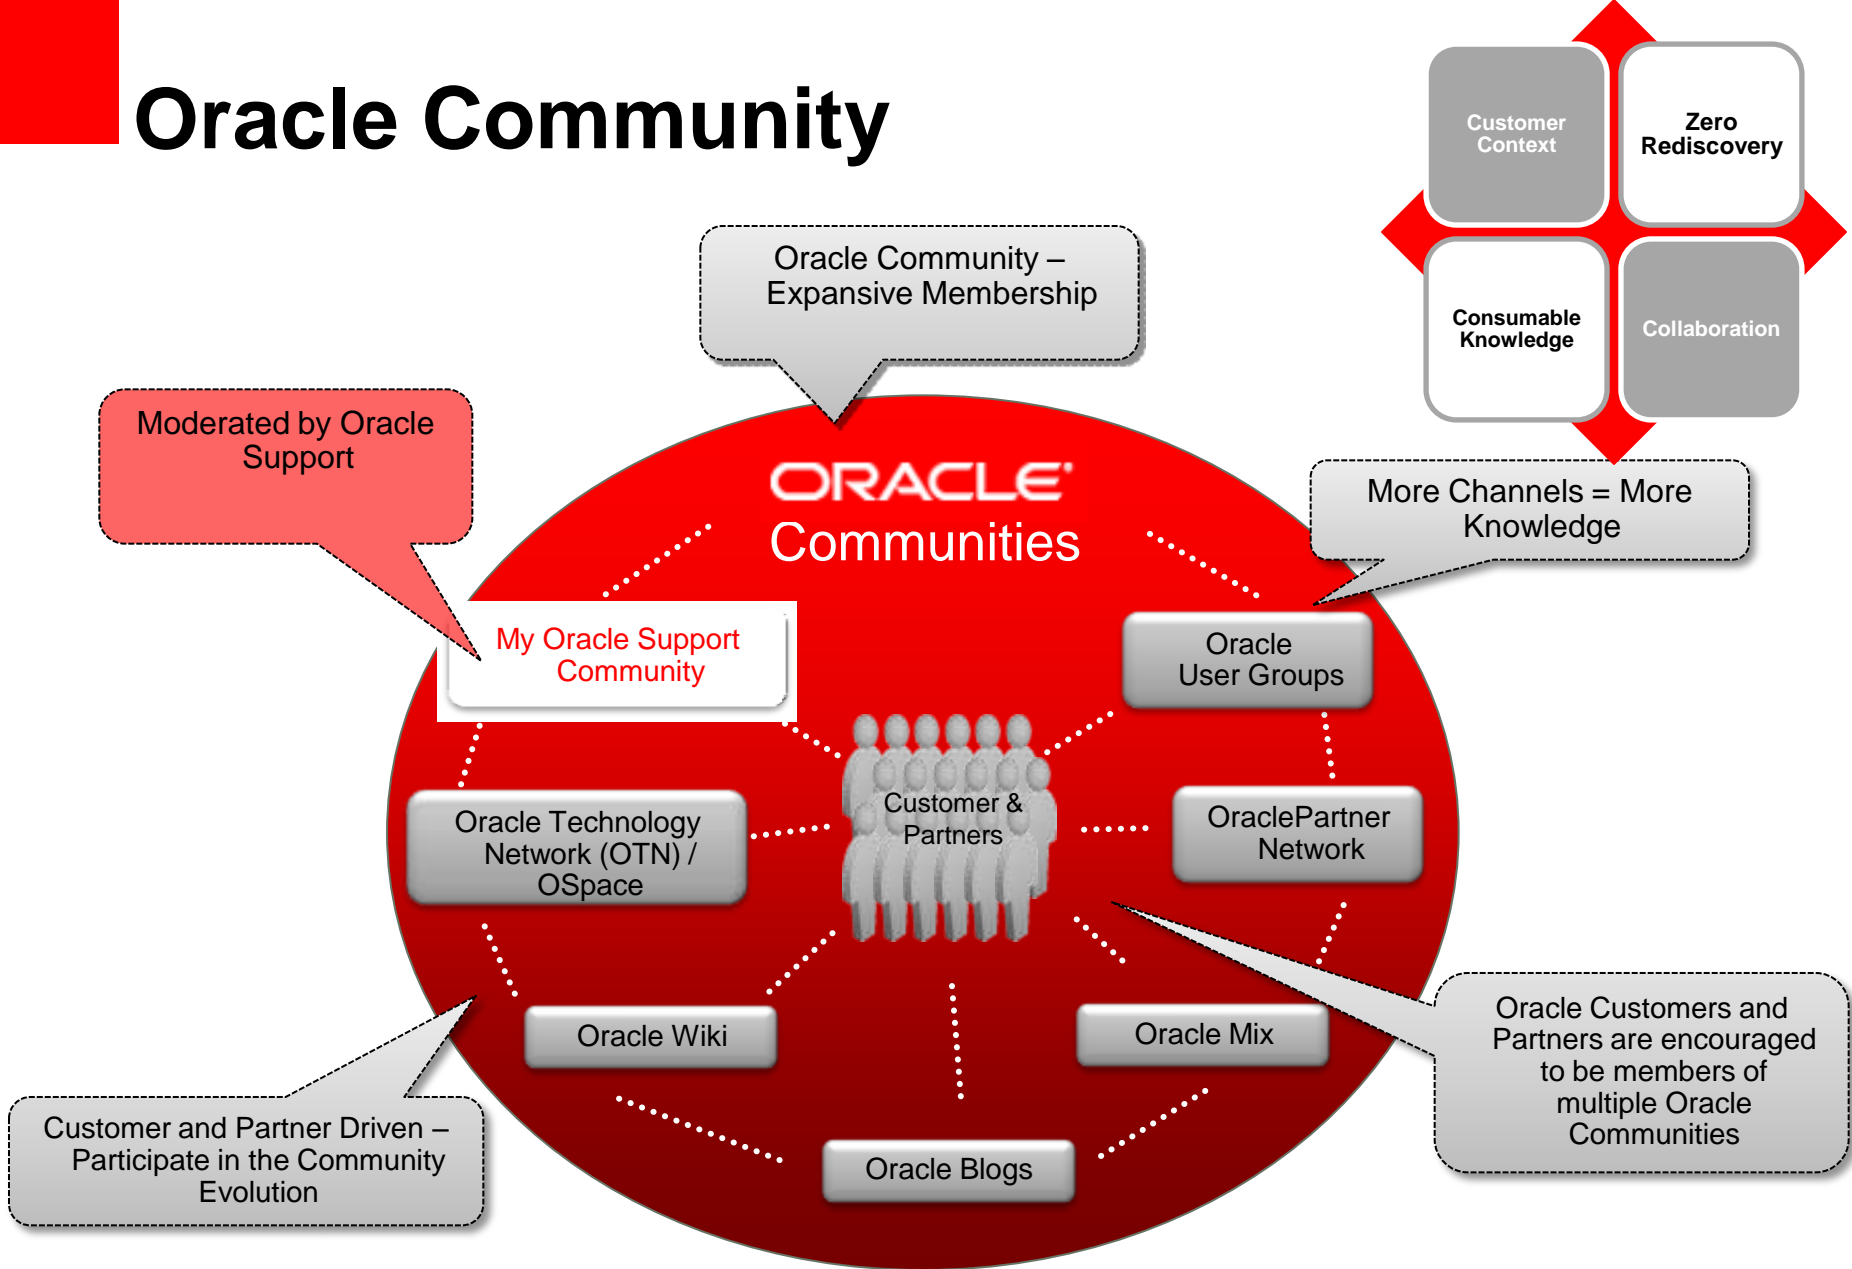 Oracle Community
Customer
Context
Zero
Rediscovery
Consumable
Knowledge
Collaboration
Oracle Community –
Expansive Membership
Moderated by Oracle
Support
More Channels = More
Knowledge
ORACLE
Communities
My Oracle Support
Community
Oracle
User Groups
Customer &
Partners
Oracle Technology
Network (OTN) /
OSpace
OraclePartner
Network
Oracle Wiki
Oracle Mix
Oracle Blogs
Customer and Partner Driven –
Participate in the Community
Evolution
Oracle Customers and
Partners are encouraged
to be members of
multiple Oracle
Communities